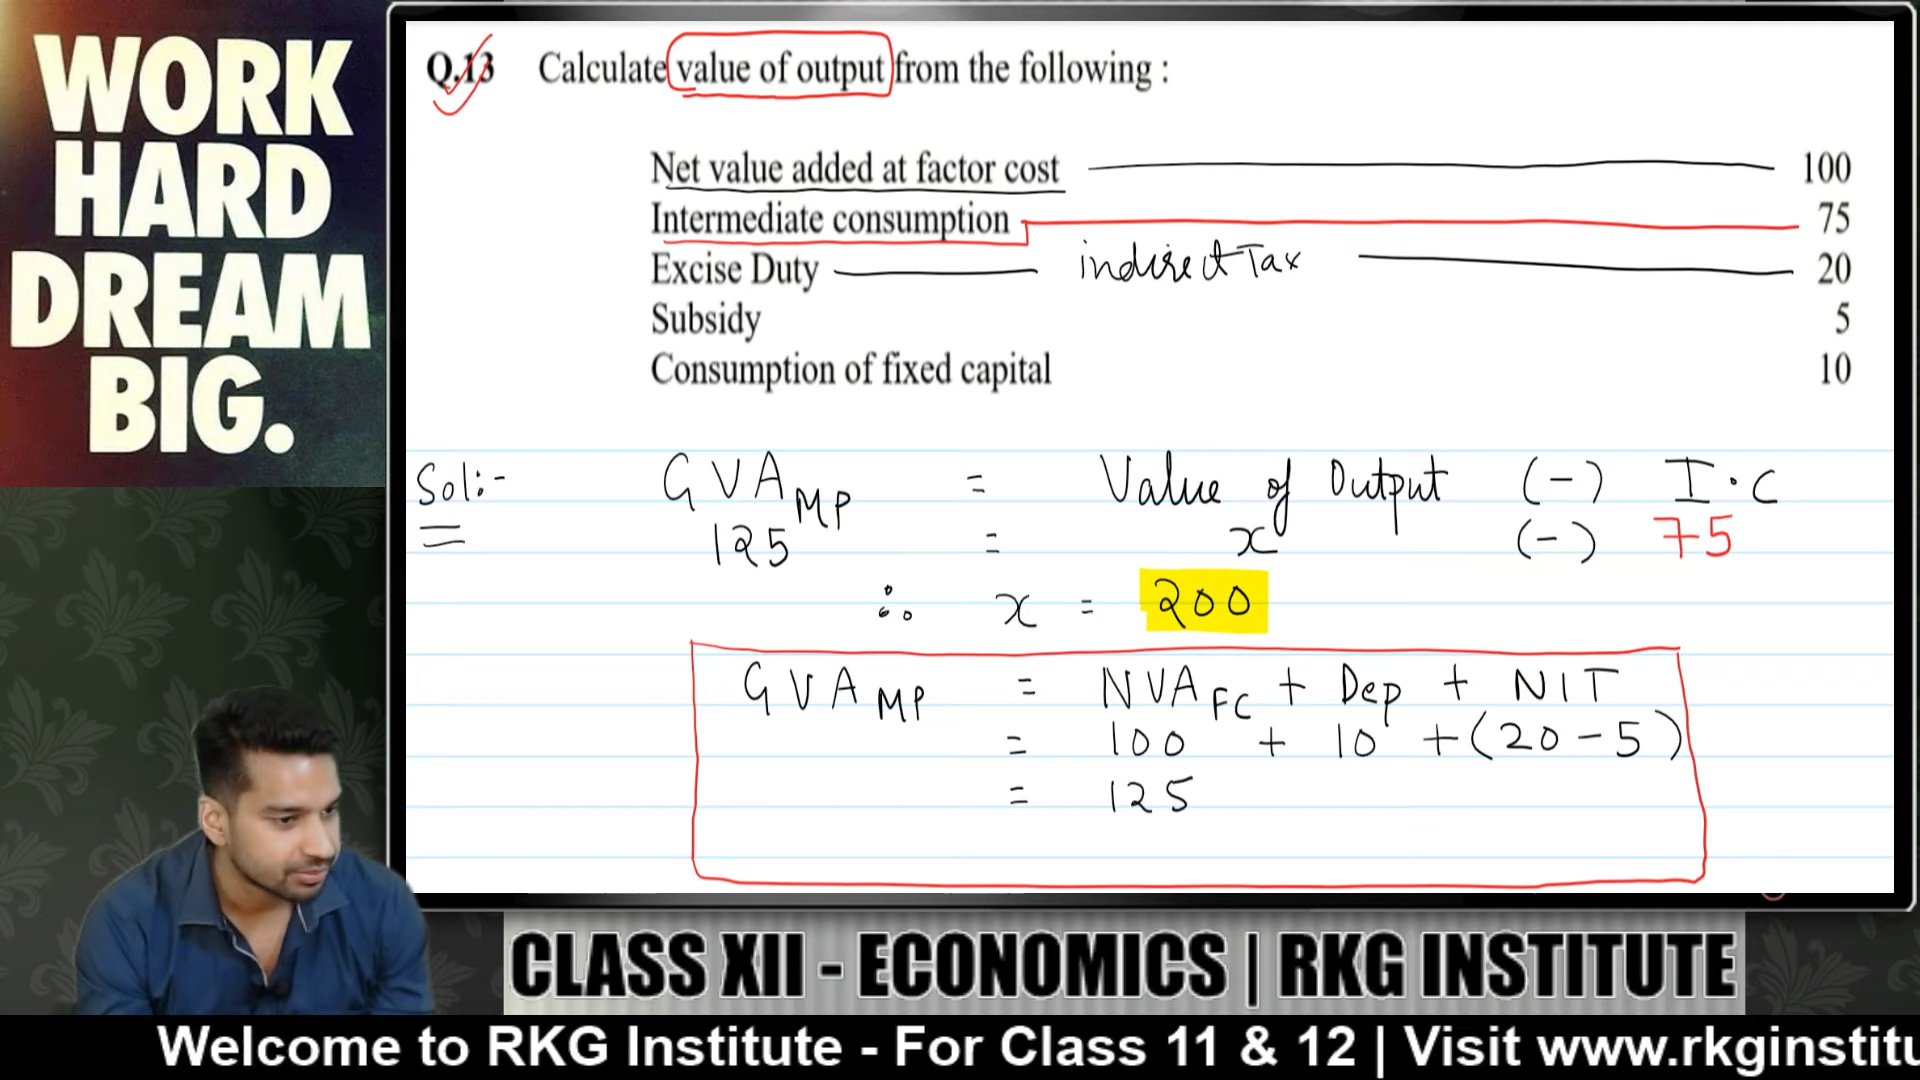 WORK
HARD
DREAM
BIG.
Q.13 Calculate value of output from the following :
Net value added at factor cost 100
Intermediate consumption 75
Excise Duty indirect Tax 20
Subsidy 5
Consumption of fixed capital 10
Sol:- GVA MP = Value of Output (-) I.C
125 = x (-) 75
∴ x = 200
GVA MP = NVA FC + Dep + NIT
= 100 + 10 + (20 - 5)
= 125
CLASS XII - ECONOMICS | RKG INSTITUTE
Welcome to RKG Institute - For Class 11 & 12 | Visit www.rkginstitu